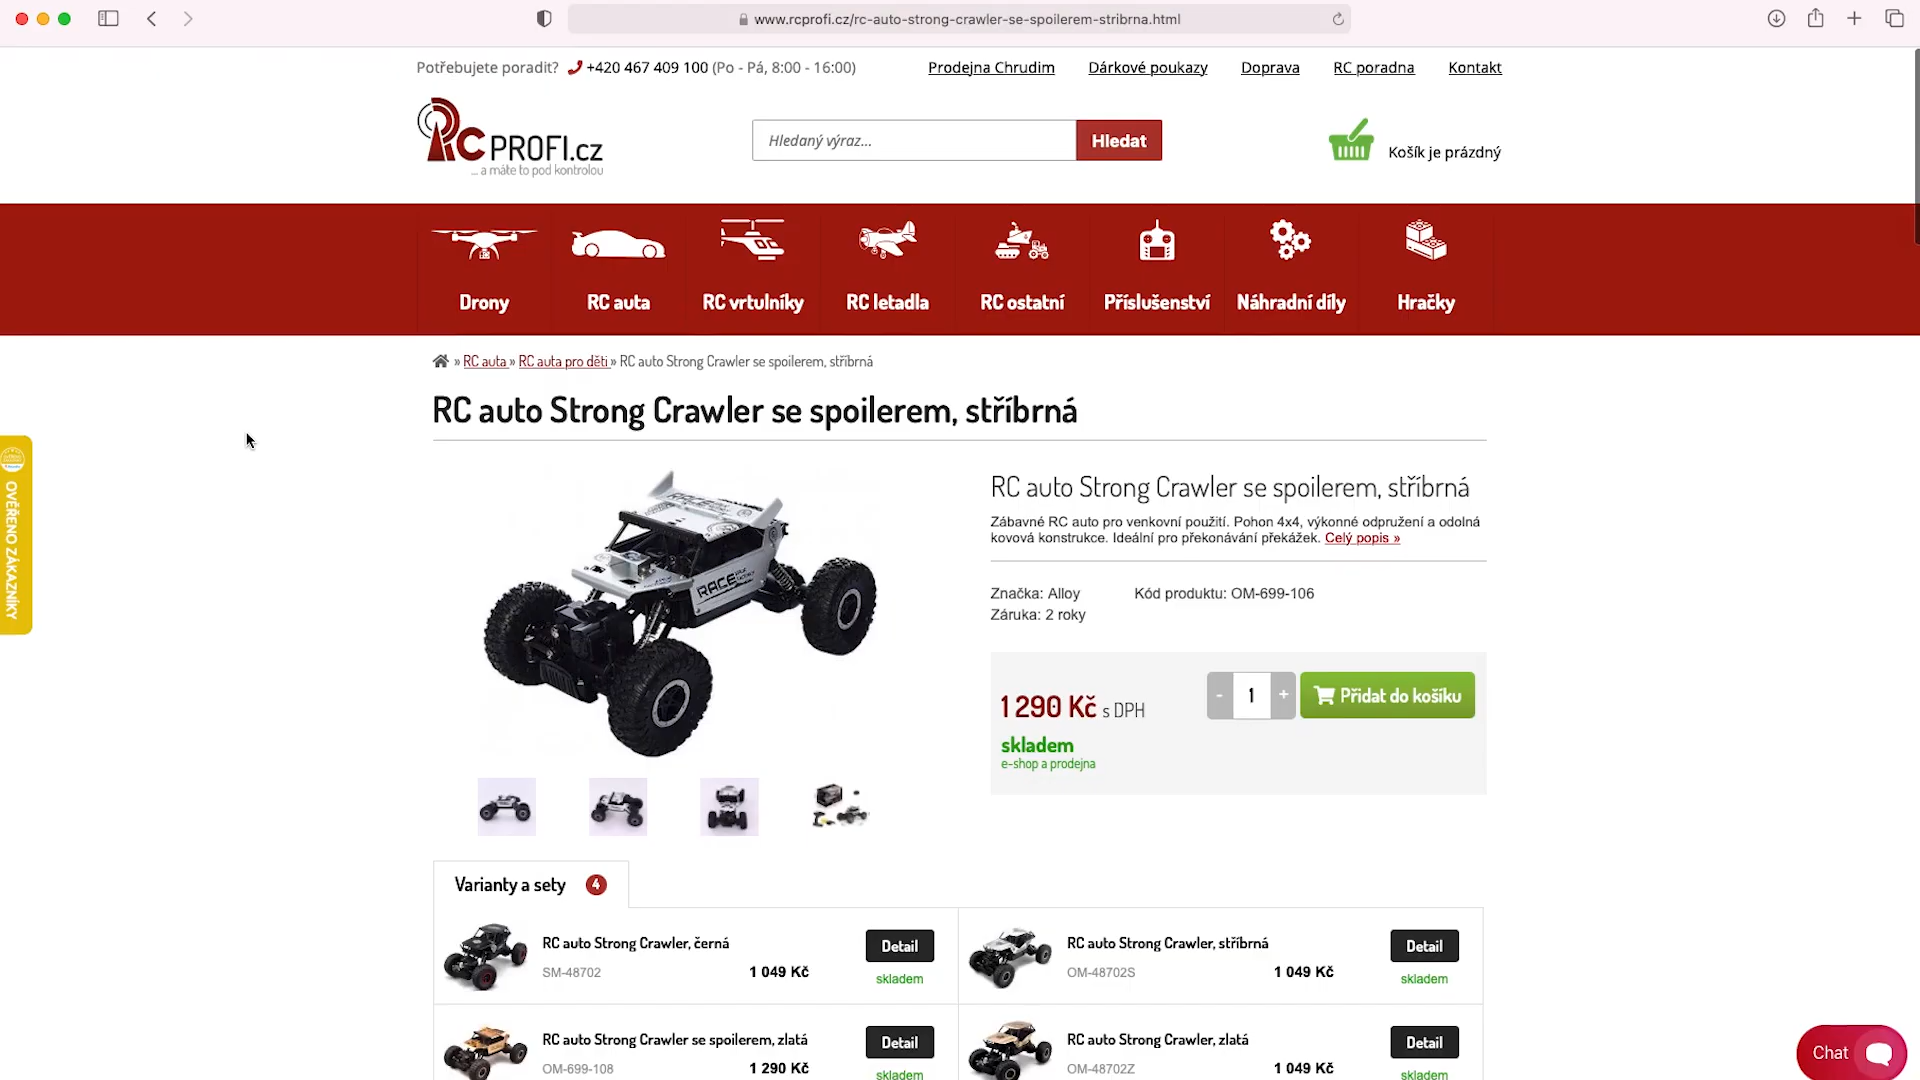 www.rcprofi.cz/rc-auto-strong-crawler-se-spoilerem-stribrna.html
Potřebujete poradit? +420 467 409 100 (Po - Pá, 8:00 - 16:00)
Prodejna Chrudim Dárkové poukazy Doprava RC poradna Kontakt
RC PROFI.cz
... a máte to pod kontrolou
Hledaný výraz... Hledat
Košík je prázdný
Drony RC auta RC vrtulníky RC letadla RC ostatní Příslušenství Náhradní díly Hračky
» RC auta » RC auta pro děti » RC auto Strong Crawler se spoilerem, stříbrná
RC auto Strong Crawler se spoilerem, stříbrná
OVĚŘENO ZÁKAZNÍKY
RACE
RACE
RC auto Strong Crawler se spoilerem, stříbrná
Zábavné RC auto pro venkovní použití. Pohon 4x4, výkonné odpružení a odolná
kovová konstrukce. Ideální pro překonávání překážek. Celý popis »
Značka: Alloy Kód produktu: OM-699-106
Záruka: 2 roky
1 290 Kč s DPH - 1 + Přidat do košíku
skladem
e-shop a prodejna
Varianty a sety 4
RC auto Strong Crawler, černá
SM-48702 1 049 Kč
Detail
skladem
RC auto Strong Crawler, stříbrná
OM-48702S 1 049 Kč
Detail
skladem
RC auto Strong Crawler se spoilerem, zlatá
OM-699-108 1 290 Kč
Detail
skladem
RC auto Strong Crawler, zlatá
OM-48702Z 1 049 Kč
Detail
skladem
Chat